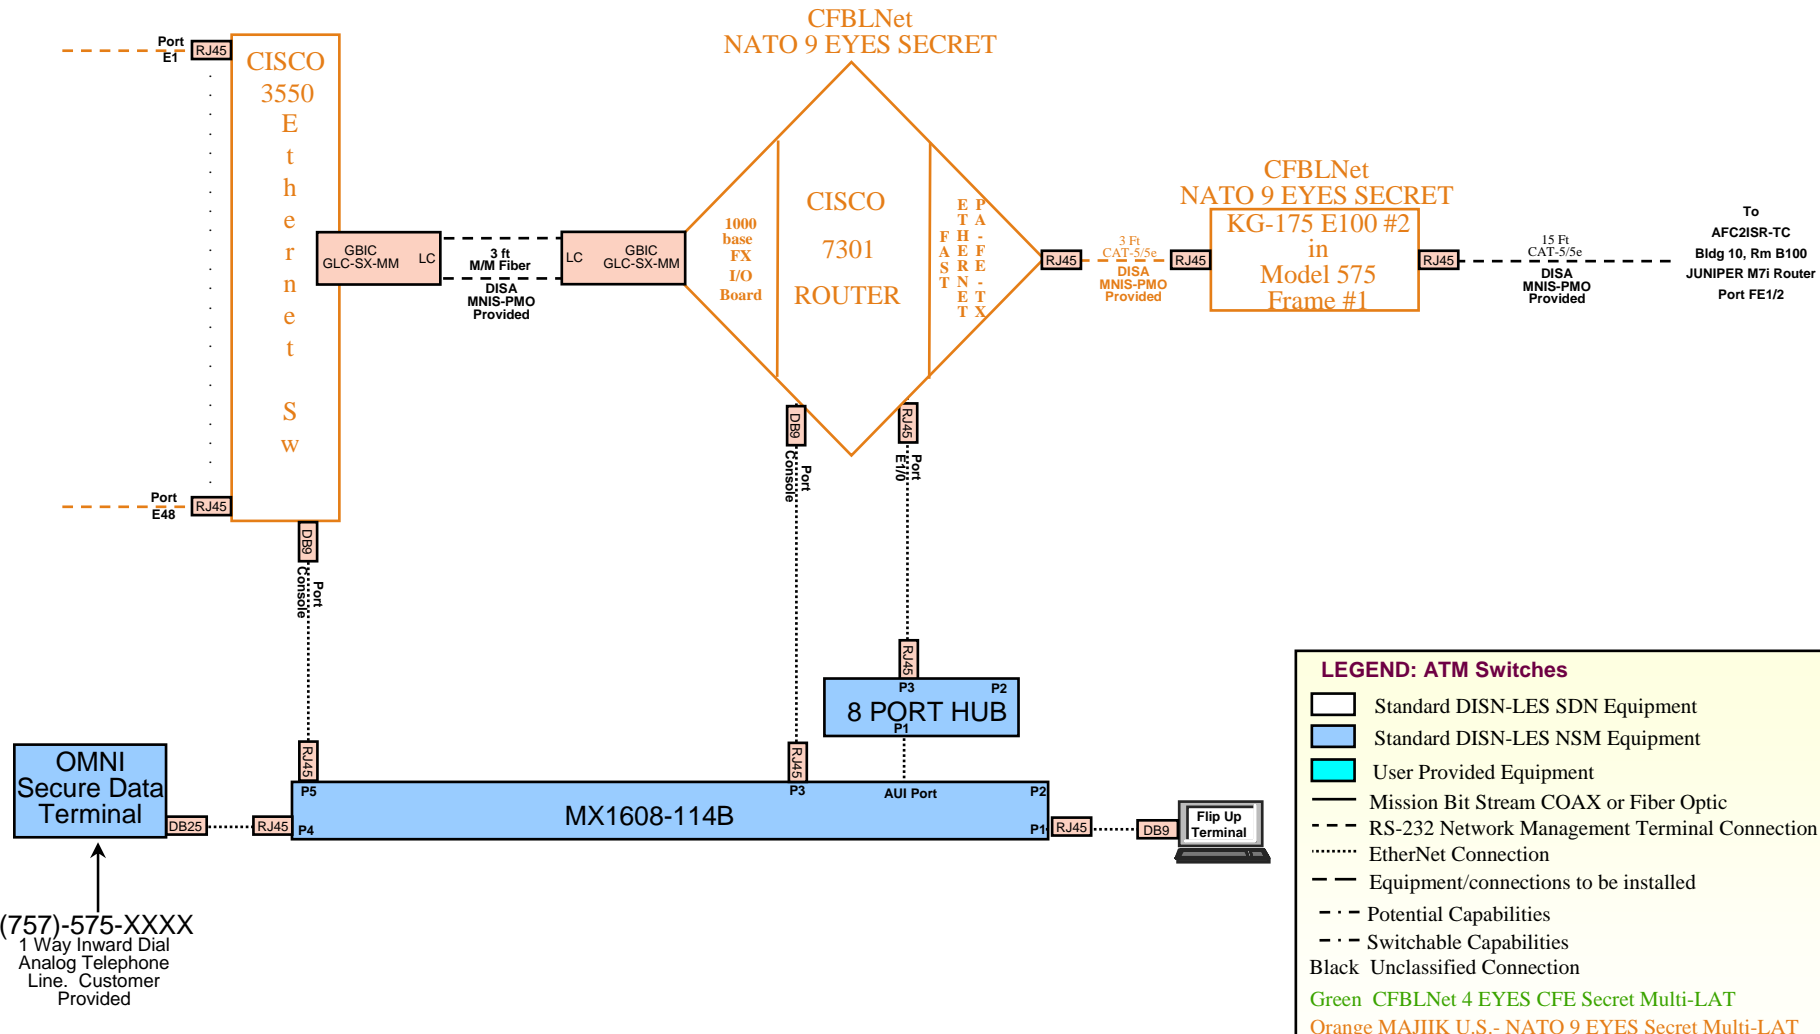 CFBLNet
NATO 9 EYES SECRET
Port
E1
RJ45
CISCO
3550
E
t
h
e
r
n
e
t
S
w
Port
E48
RJ45
GBIC
GLC-SX-MM
LC
3 ft
M/M Fiber
DISA
MNIS-PMO
Provided
LC
GBIC
GLC-SX-MM
1000
base
FX
I/O
Board
CISCO
7301
ROUTER
FAST
ETHERNET
PA-FE-TX
RJ45
3 Ft
CAT-5/5e
DISA
MNIS-PMO
Provided
RJ45
CFBLNet
NATO 9 EYES SECRET
KG-175 E100 #2
in
Model 575
Frame #1
RJ45
15 Ft
CAT-5/5e
DISA
MNIS-PMO
Provided
To
AFC2ISR-TC
Bldg 10, Rm B100
JUNIPER M7i Router
Port FE1/2
DB9
Port
Console
DB9
Port
Console
RJ45
Port
E1/0
RJ45
P3
P2
8 PORT HUB
P1
OMNI
Secure Data
Terminal
DB25
RJ45
RJ45
RJ45
P5
P4
P3
AUI Port
P2
P1
MX1608-114B
RJ45
DB9
Flip Up
Terminal
(757)-575-XXXX
1 Way Inward Dial
Analog Telephone
Line. Customer
Provided
LEGEND: ATM Switches
Standard DISN-LES SDN Equipment
Standard DISN-LES NSM Equipment
User Provided Equipment
Mission Bit Stream COAX or Fiber Optic
RS-232 Network Management Terminal Connection
EtherNet Connection
Equipment/connections to be installed
Potential Capabilities
Switchable Capabilities
Black Unclassified Connection
Green CFBLNet 4 EYES CFE Secret Multi-LAT
Orange MAJIIK U.S.- NATO 9 EYES Secret Multi-LAT